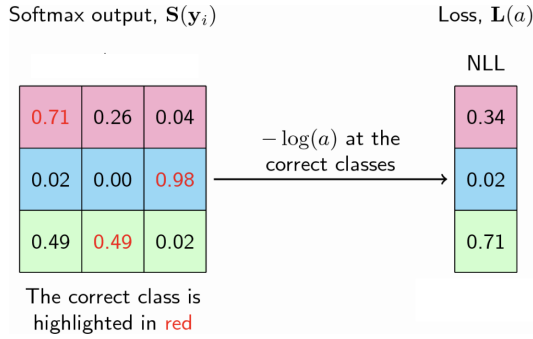 Softmax output, S(y_i)
Loss, L(a)
NLL
0.71 0.26 0.04
0.02 0.00 0.98
0.49 0.49 0.02
− log(a) at the
correct classes
0.34
0.02
0.71
The correct class is
highlighted in red